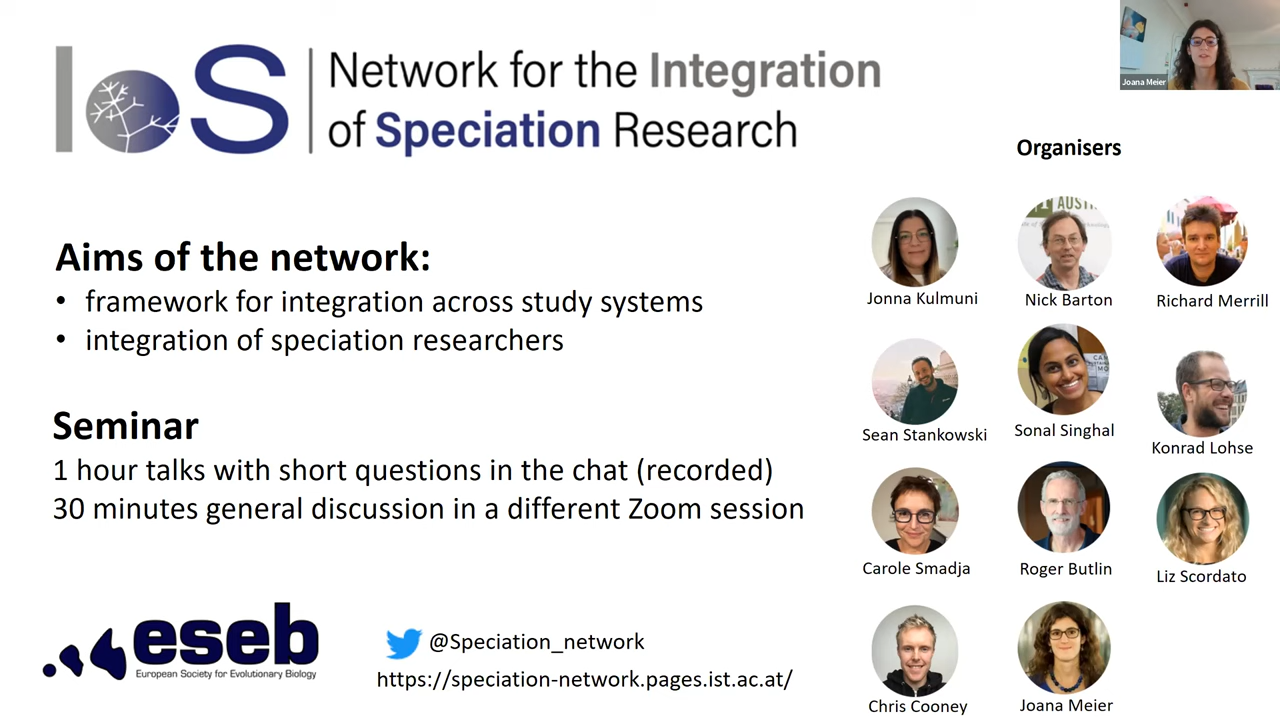 IoS
Network for the Integration
of Speciation Research
Joana Meier
Organisers
AUST
Jonna Kulmuni
Nick Barton
Richard Merrill
Aims of the network:
• framework for integration across study systems
• integration of speciation researchers
Sean Stankowski
Sonal Singhal
Konrad Lohse
Seminar
1 hour talks with short questions in the chat (recorded)
30 minutes general discussion in a different Zoom session
Carole Smadja
Roger Butlin
Liz Scordato
eseb
European Society for Evolutionary Biology
@Speciation_network
https://speciation-network.pages.ist.ac.at/
Chris Cooney
Joana Meier